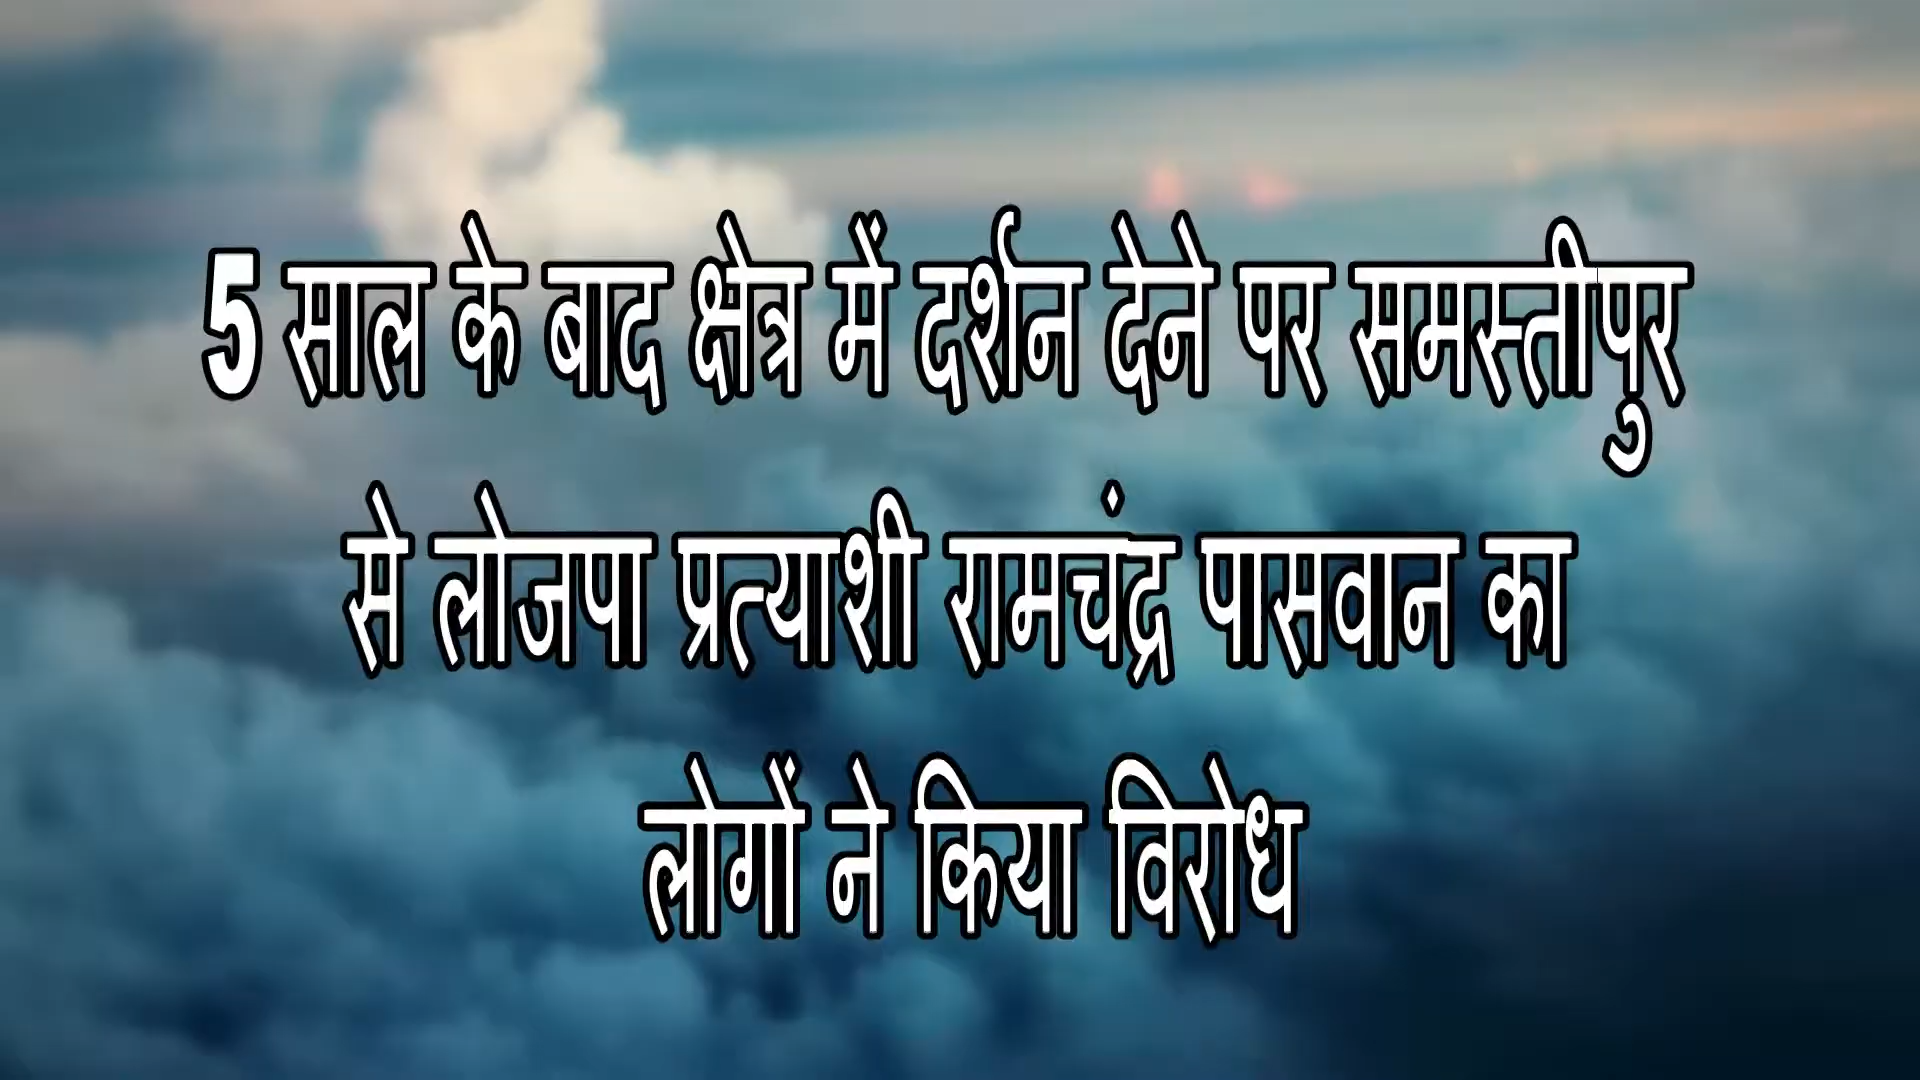 5 साल के बाद क्षेत्र में दर्शन देने पर समस्तीपुर
से लोजपा प्रत्याशी रामचंद्र पासवान का
लोगों ने किया विरोध